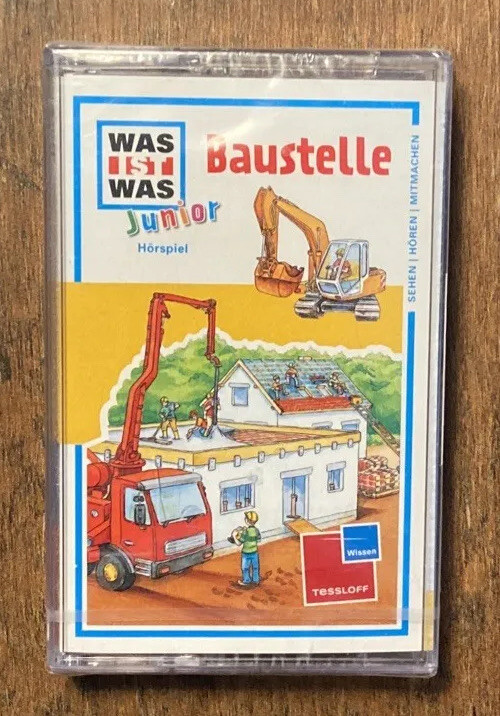 WAS
IST
WAS
Junior
Hörspiel
Baustelle
SEHEN | HÖREN | MITMACHEN
Wissen
TESSLOFF